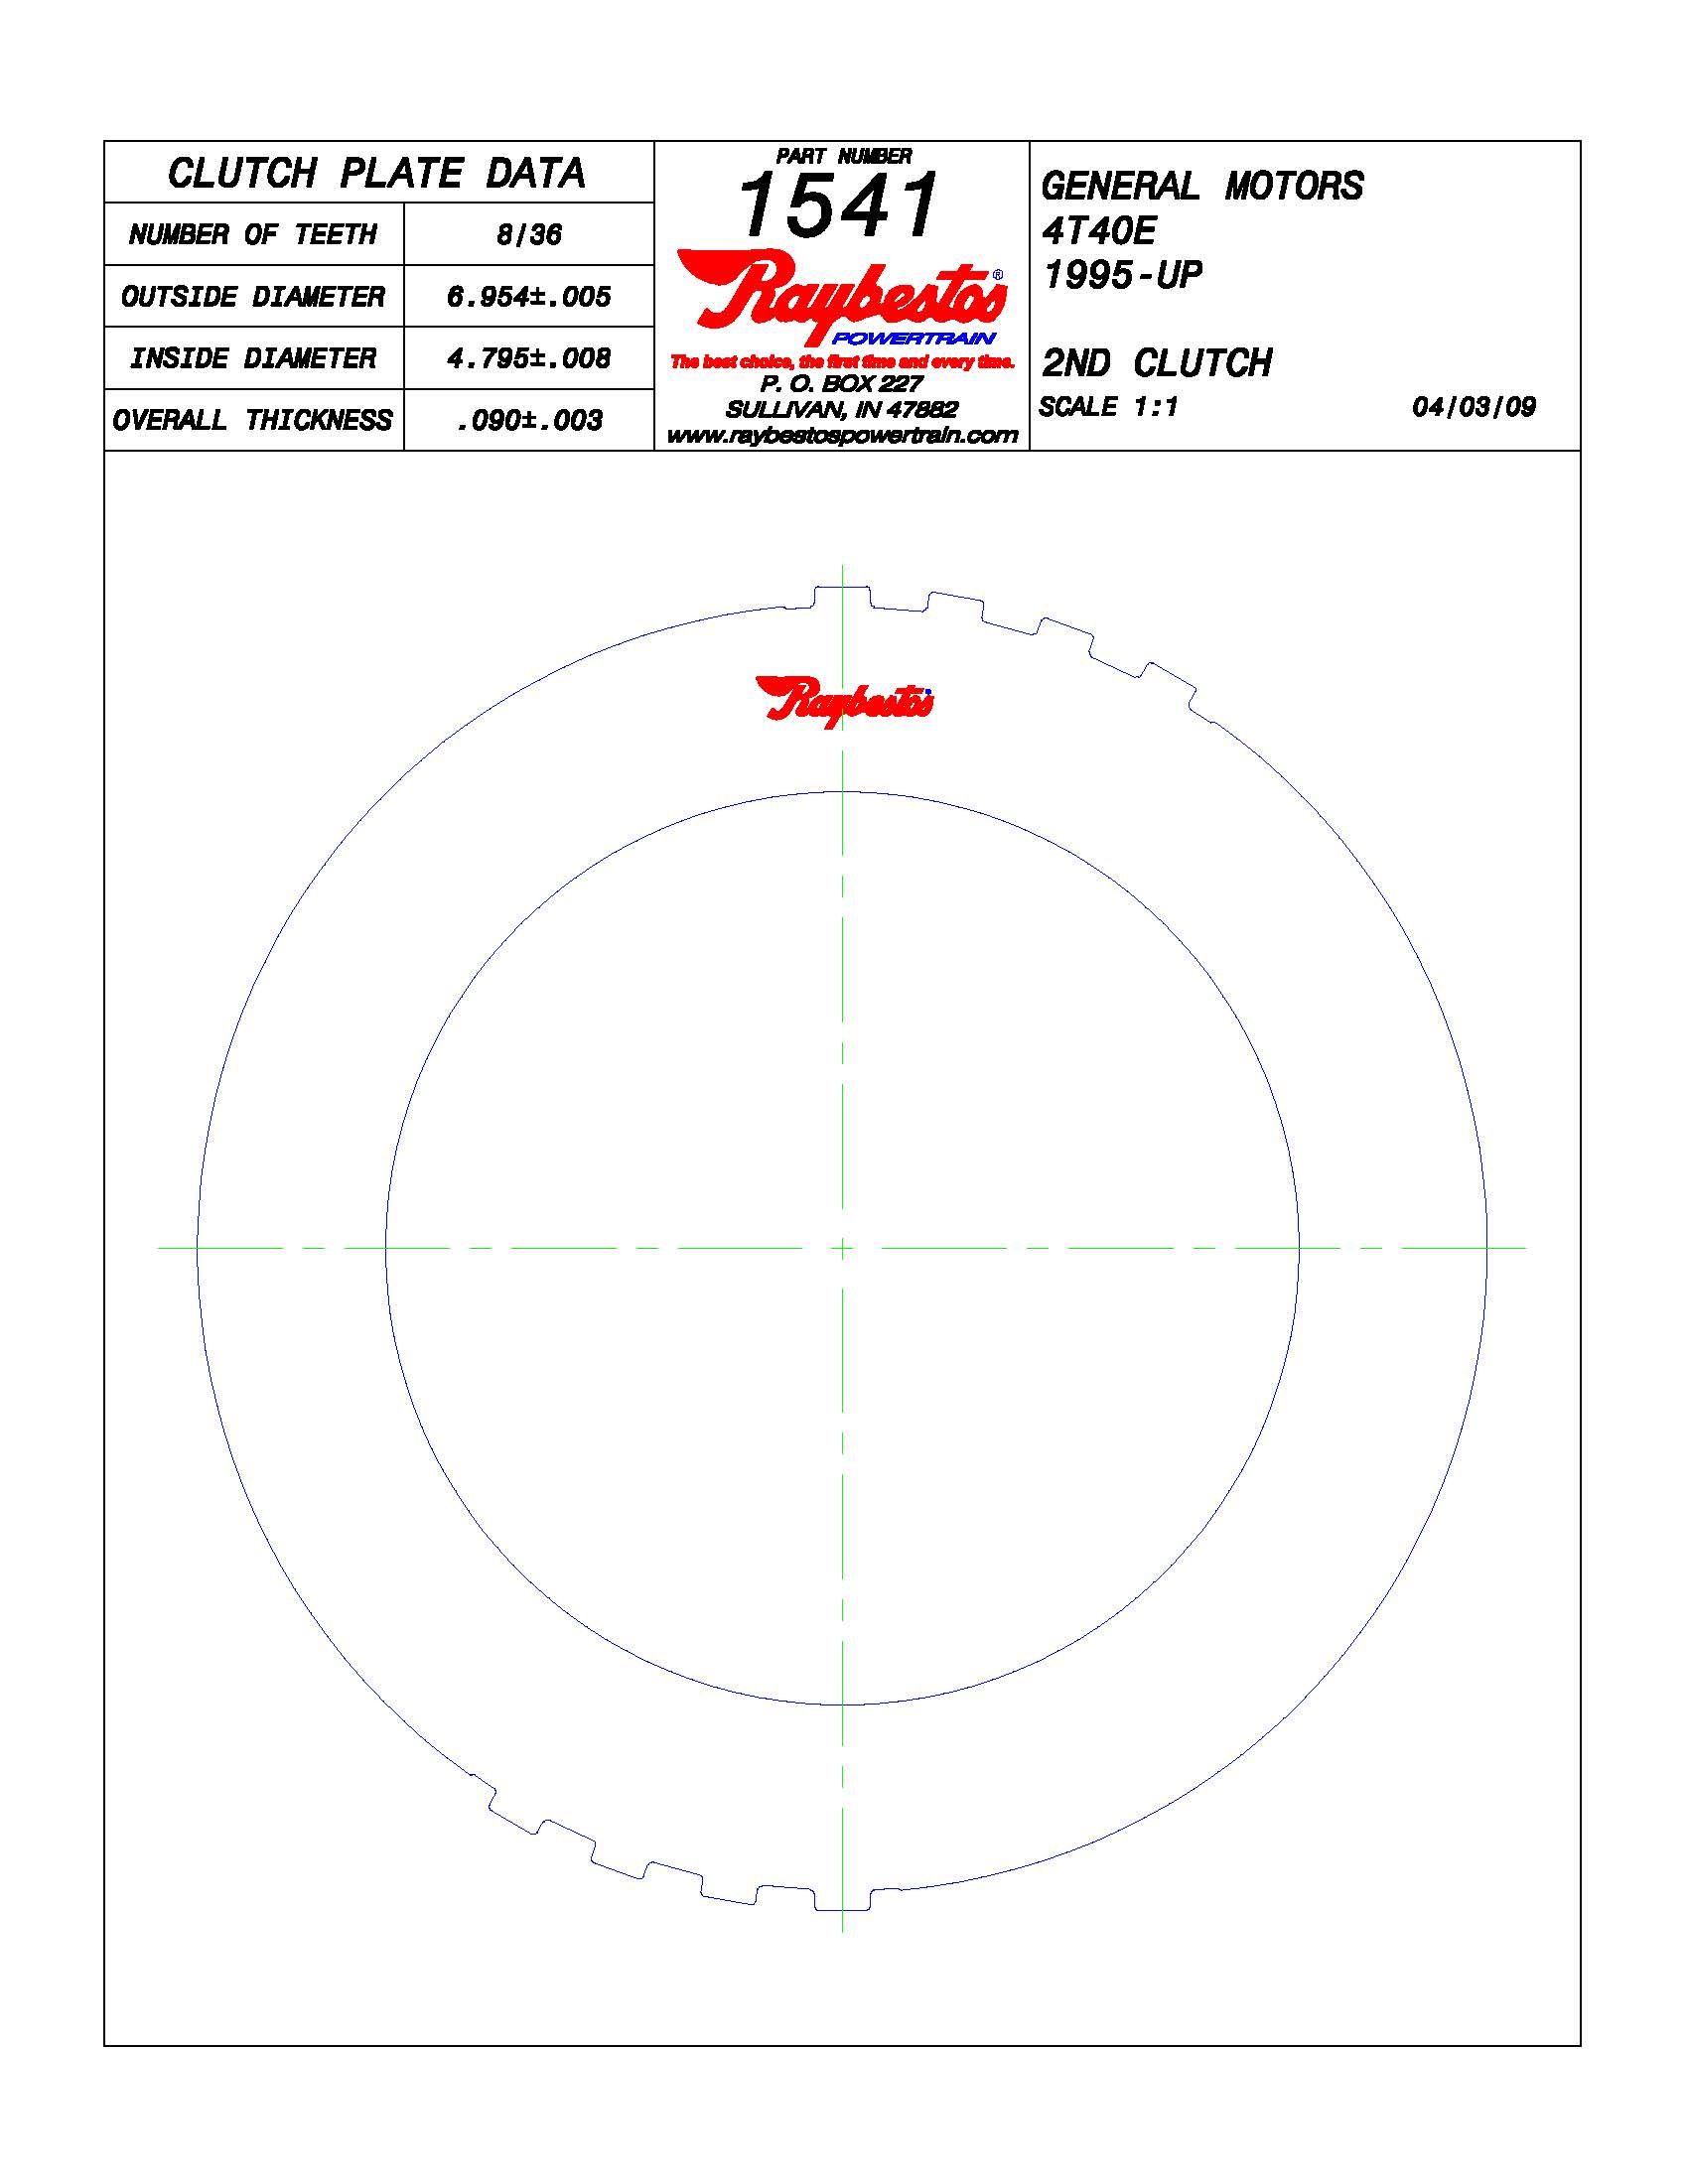 CLUTCH PLATE DATA
NUMBER OF TEETH 8/36
OUTSIDE DIAMETER 6.954±.005
INSIDE DIAMETER 4.795±.008
OVERALL THICKNESS .090±.003
PART NUMBER
1541
Raybestos®
POWERTRAIN
The best choice, the first time and every time.
P. O. BOX 227
SULLIVAN, IN 47882
www.raybestospowertrain.com
GENERAL MOTORS
4T40E
1995-UP
2ND CLUTCH
SCALE 1:1 04/03/09
Raybestos